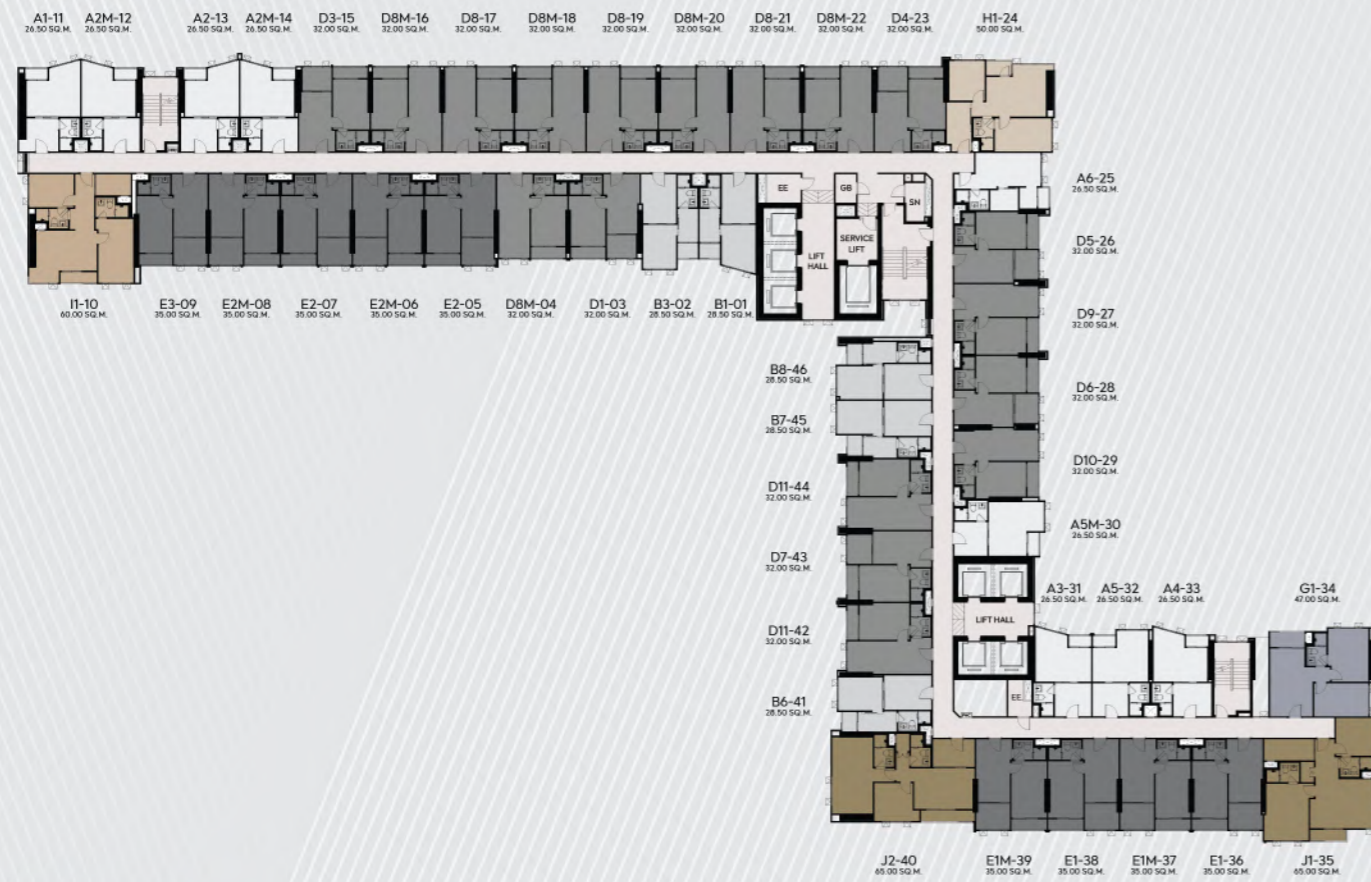 A1-11 A2M-12 A2-13 A2M-14 D3-15 D8M-16 D8-17 D8M-18 D8-19 D8M-20 D8-21 D8M-22 D4-23 H1-24
26.50 SQ.M. 26.50 SQ.M. 26.50 SQ.M. 26.50 SQ.M. 32.00 SQ.M. 32.00 SQ.M. 32.00 SQ.M. 32.00 SQ.M. 32.00 SQ.M. 32.00 SQ.M. 32.00 SQ.M. 32.00 SQ.M. 32.00 SQ.M. 50.00 SQ.M.
A6-25
26.50 SQ.M.
EE GB
SN
SERVICE
LIFT
LIFT
HALL
D5-26
32.00 SQ.M.
I1-10 E3-09 E2M-08 E2-07 E2M-06 E2-05 D8M-04 D1-03 B3-02 B1-01
60.00 SQ.M. 35.00 SQ.M. 35.00 SQ.M. 35.00 SQ.M. 35.00 SQ.M. 35.00 SQ.M. 32.00 SQ.M. 32.00 SQ.M. 28.50 SQ.M. 28.50 SQ.M.
D9-27
32.00 SQ.M.
B8-46
28.50 SQ.M.
D6-28
32.00 SQ.M.
B7-45
28.50 SQ.M.
D10-29
32.00 SQ.M.
D11-44
32.00 SQ.M.
A5M-30
26.50 SQ.M.
D7-43
32.00 SQ.M.
A3-31 A5-32 A4-33 G1-34
26.50 SQ.M. 26.50 SQ.M. 26.50 SQ.M. 47.00 SQ.M.
LIFT HALL
D11-42
32.00 SQ.M.
B6-41
28.50 SQ.M.
EE
J2-40 E1M-39 E1-38 E1M-37 E1-36 J1-35
65.00 SQ.M. 35.00 SQ.M. 35.00 SQ.M. 35.00 SQ.M. 35.00 SQ.M. 65.00 SQ.M.